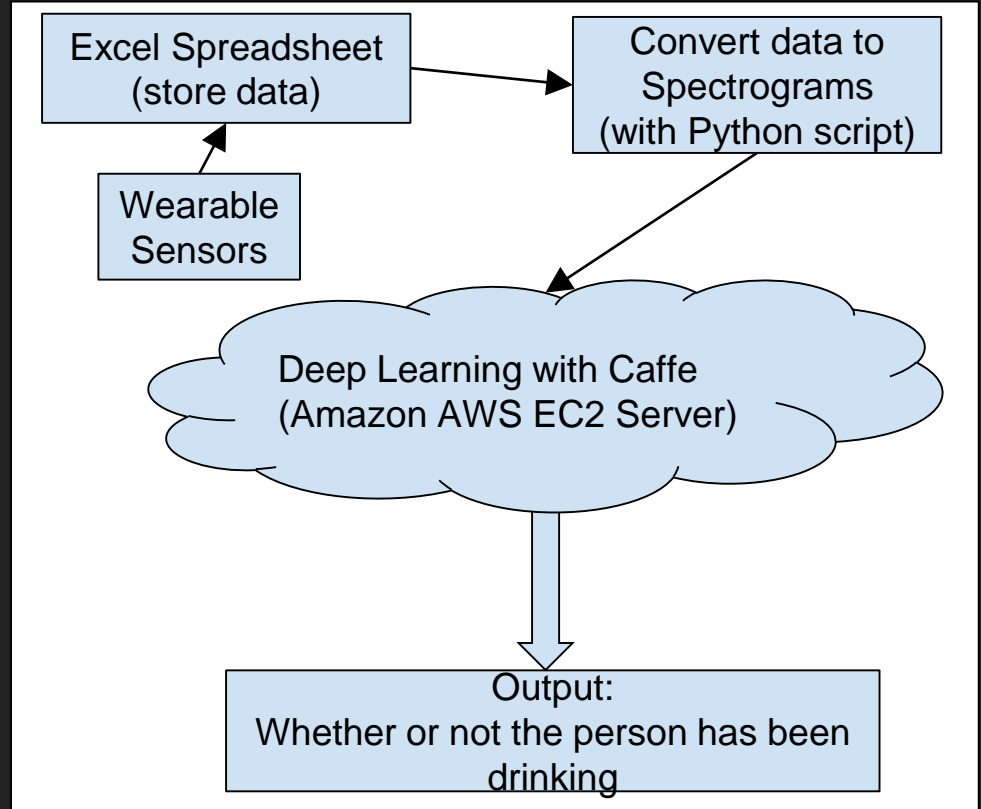 Excel Spreadsheet
(store data)
Convert data to
Spectrograms
(with Python script)
Wearable
Sensors
Deep Learning with Caffe
(Amazon AWS EC2 Server)
Output:
Whether or not the person has been
drinking